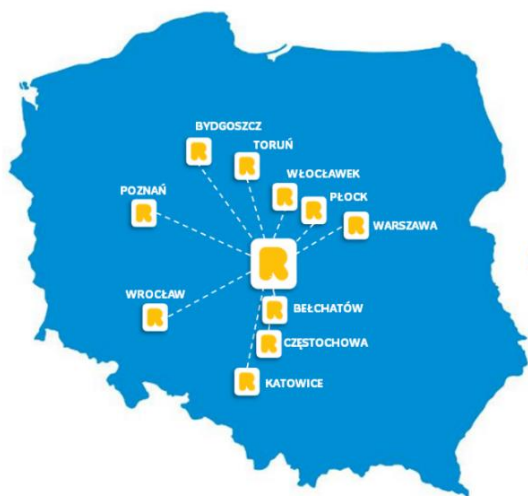 BYDGOSZCZ
TORUŃ
WŁOCŁAWEK
POZNAŃ
PŁOCK
WARSZAWA
WROCŁAW
BEŁCHATÓW
CZĘSTOCHOWA
KATOWICE